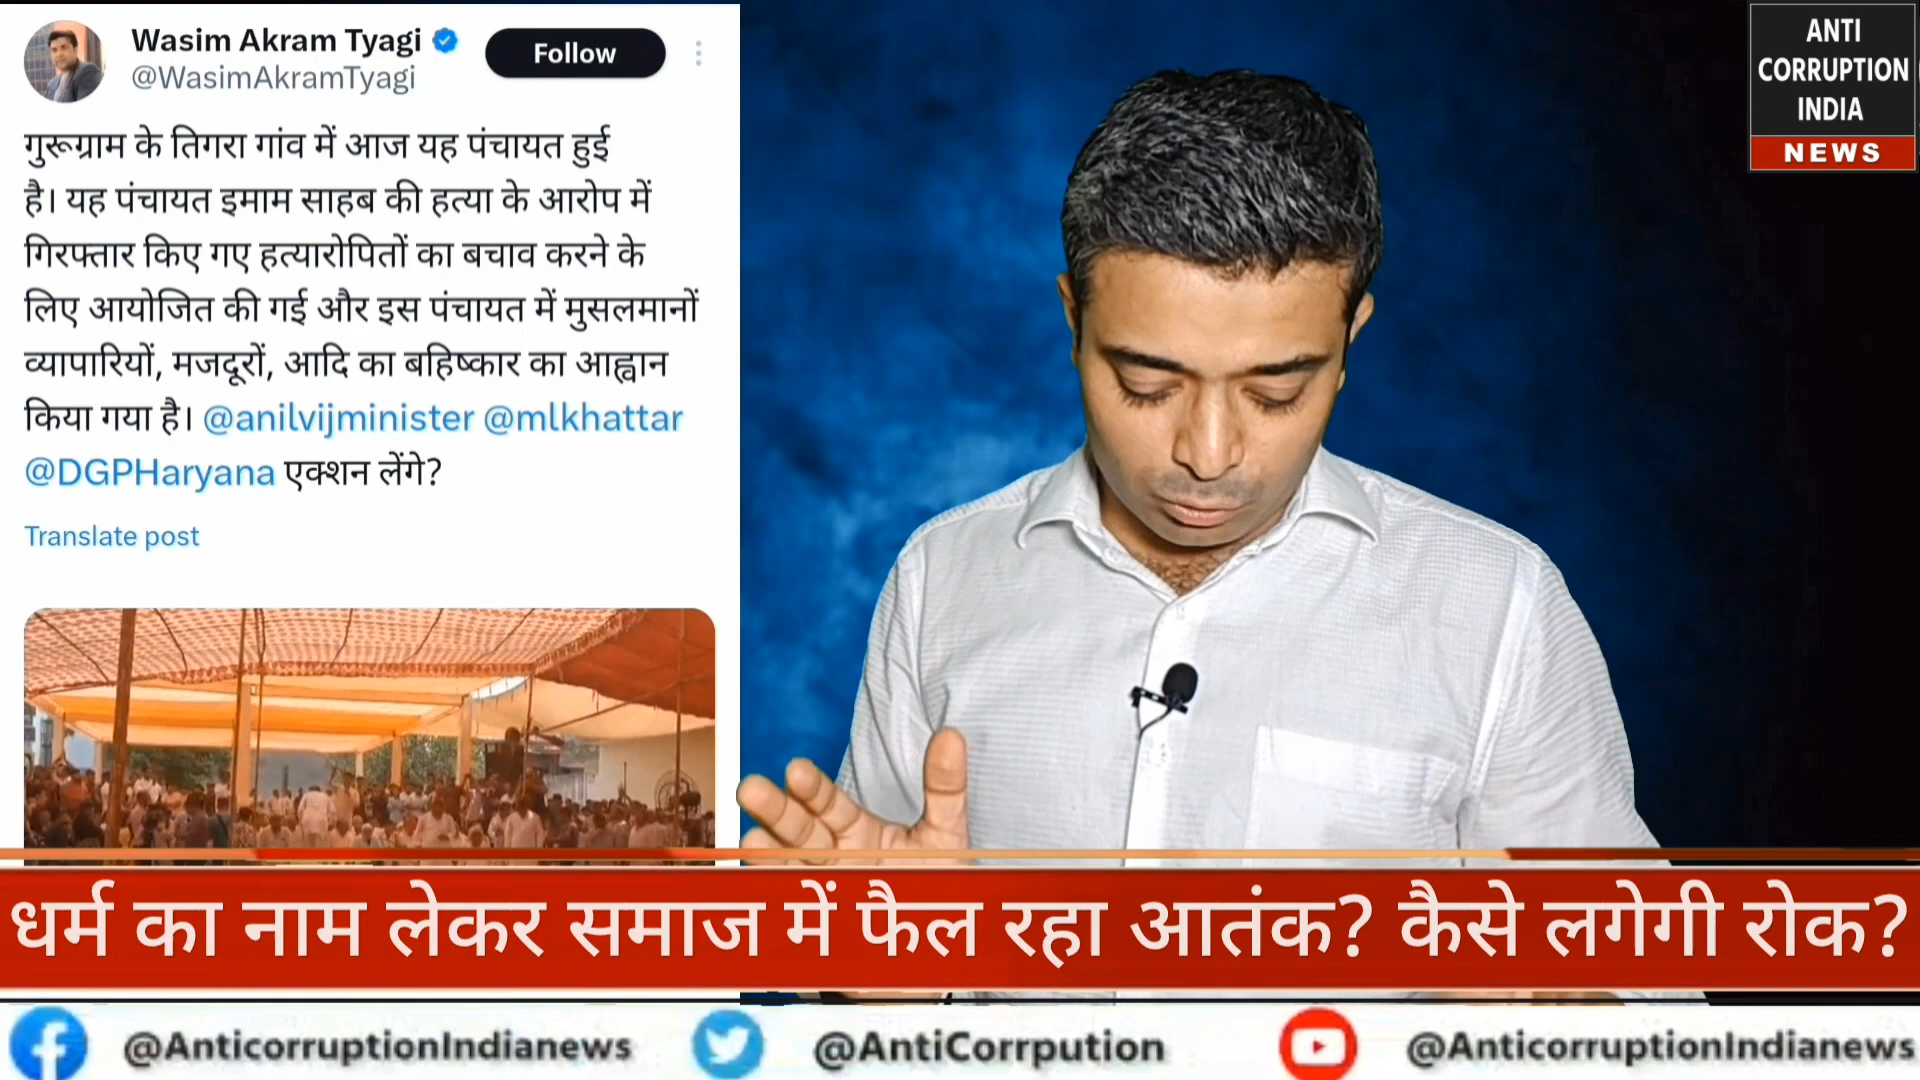 Wasim Akram Tyagi
@WasimAkramTyagi
Follow
गुरूग्राम के तिगरा गांव में आज यह पंचायत हुई
है। यह पंचायत इमाम साहब की हत्या के आरोप में
गिरफ्तार किए गए हत्यारोपितों का बचाव करने के
लिए आयोजित की गई और इस पंचायत में मुसलमानों
व्यापारियों, मजदूरों, आदि का बहिष्कार का आह्वान
किया गया है। @anilvijminister @mlkhattar
@DGPHaryana एक्शन लेंगे?
Translate post
ANTI
CORRUPTION
INDIA
NEWS
धर्म का नाम लेकर समाज में फैल रहा आतंक? कैसे लगेगी रोक?
@AnticorruptionIndianews
@AntiCorrpution
@AnticorruptionIndianews